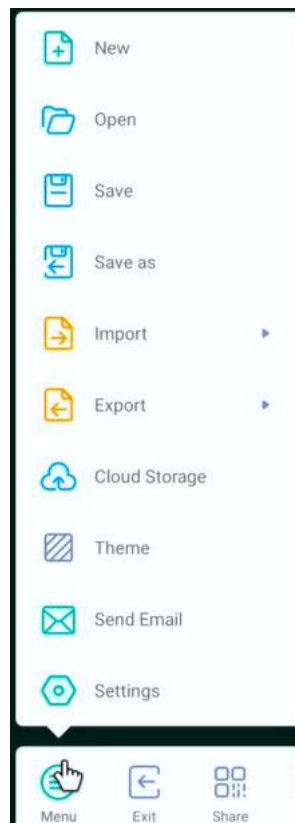 New
Open
Save
Save as
Import
Export
Cloud Storage
Theme
Send Email
Settings
Menu Exit Share